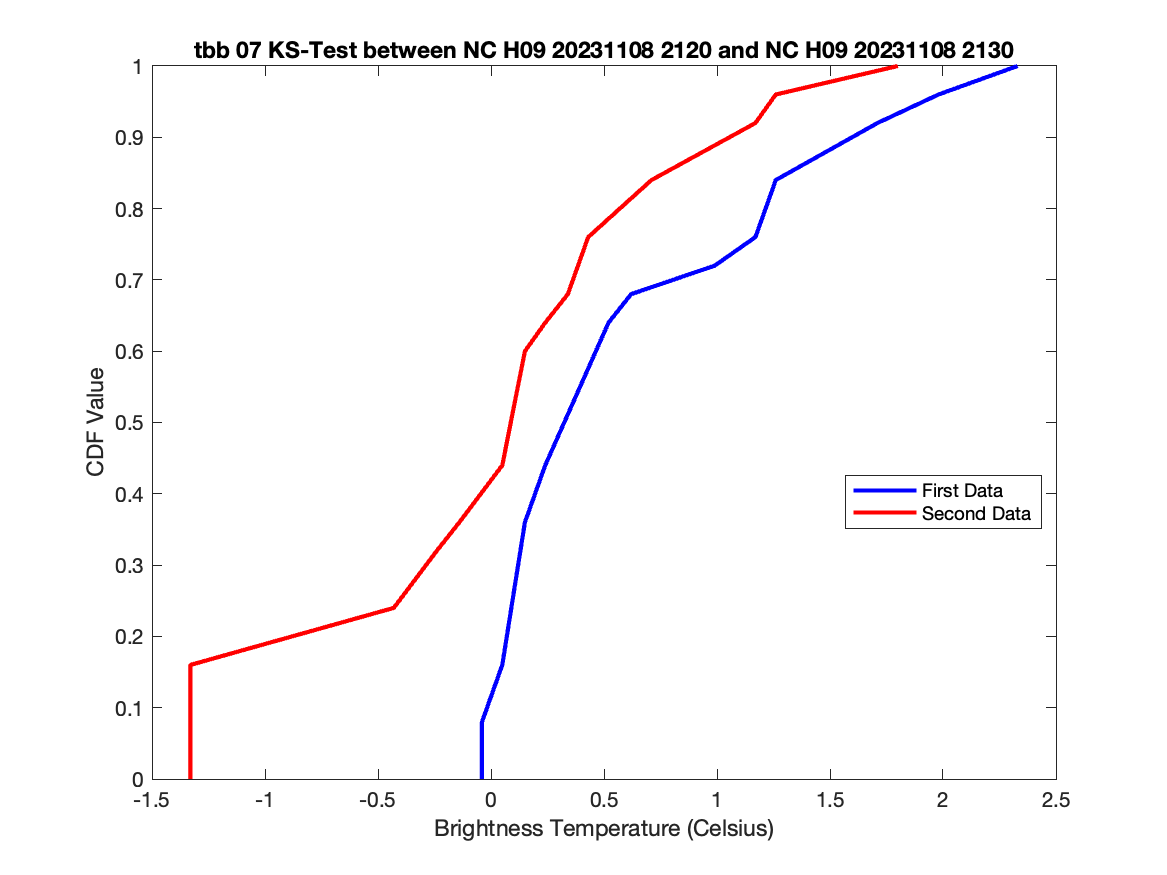 tbb 07 KS-Test between NC H09 20231108 2120 and NC H09 20231108 2130
1
0.9
0.8
0.7
0.6
0.5
0.4
0.3
0.2
0.1
0
CDF Value
First Data
Second Data
-1.5 -1 -0.5 0 0.5 1 1.5 2 2.5
Brightness Temperature (Celsius)